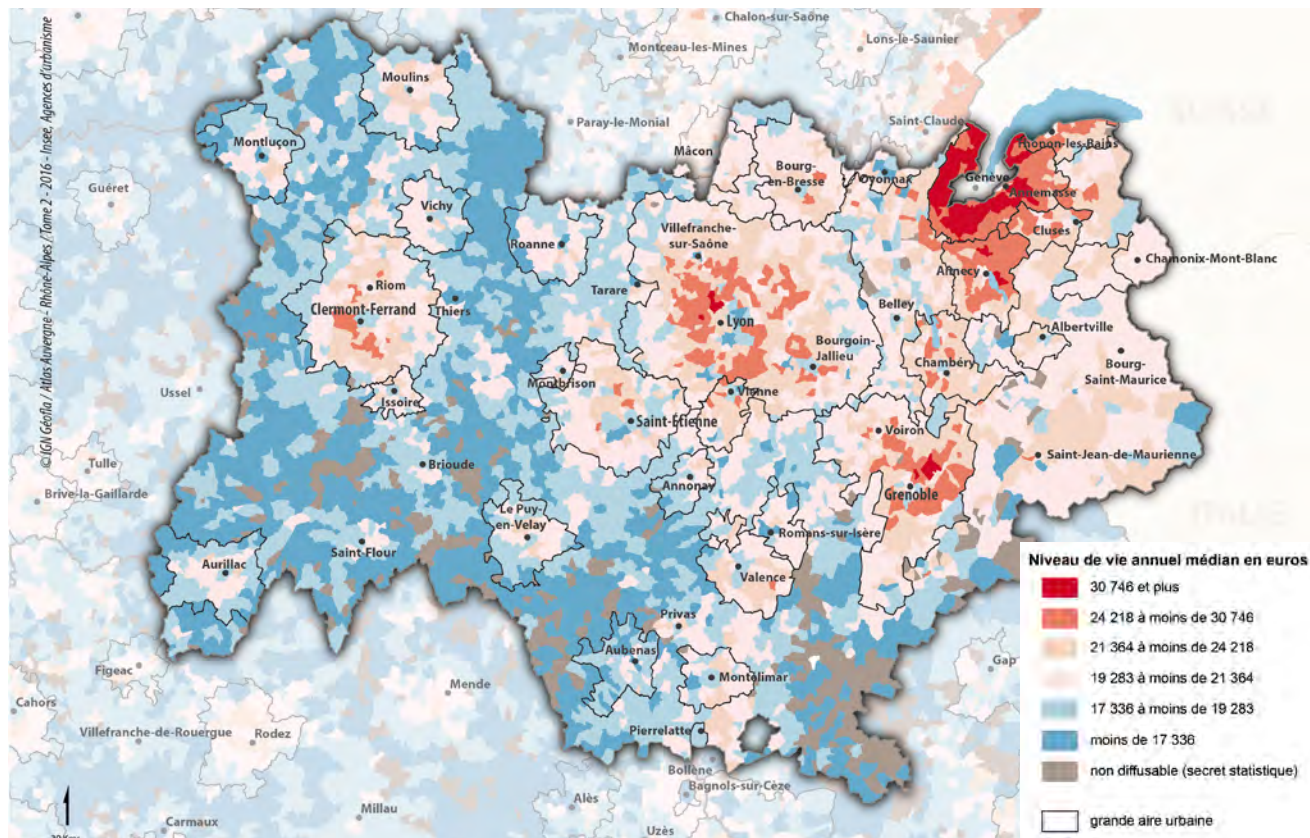 © IGN Géofla / Atlas Auvergne - Rhône-Alpes / Tome 2 - 2016 - Insee, Agences d'urbanisme
Chalon-sur-Saône
Montceau-les-Mines
Lons-le-Saunier
Moulins
Paray-le-Monial
Saint-Claude
Thonon-les-Bains
Montluçon
Mâcon
Bourg-
en-Bresse
Oyonnax
Genève
Annemasse
Guéret
Vichy
Roanne
Villefranche-
sur-Saône
Cluses
Chamonix-Mont-Blanc
Annecy
Riom
Clermont-Ferrand
Thiers
Tarare
Lyon
Belley
Albertville
Bourgoin-
Jallieu
Chambéry
Bourg-
Saint-Maurice
Ussel
Issoire
Montbrison
Vienne
Saint-Étienne
Voiron
Saint-Jean-de-Maurienne
Tulle
Brive-la-Gaillarde
Brioude
Annonay
Grenoble
Le Puy-
en-Velay
Romans-sur-Isère
Saint-Flour
Aurillac
Valence
Privas
Aubenas
Montélimar
Figeac
Mende
Gap
Cahors
Villefranche-de-Rouergue
Rodez
Pierrelatte
Bollène
Bagnols-sur-Cèze
Alès
Millau
Carmaux
Uzès
SUISSE
ITALIE
Niveau de vie annuel médian en euros
30 746 et plus
24 218 à moins de 30 746
21 364 à moins de 24 218
19 283 à moins de 21 364
17 336 à moins de 19 283
moins de 17 336
non diffusable (secret statistique)
grande aire urbaine